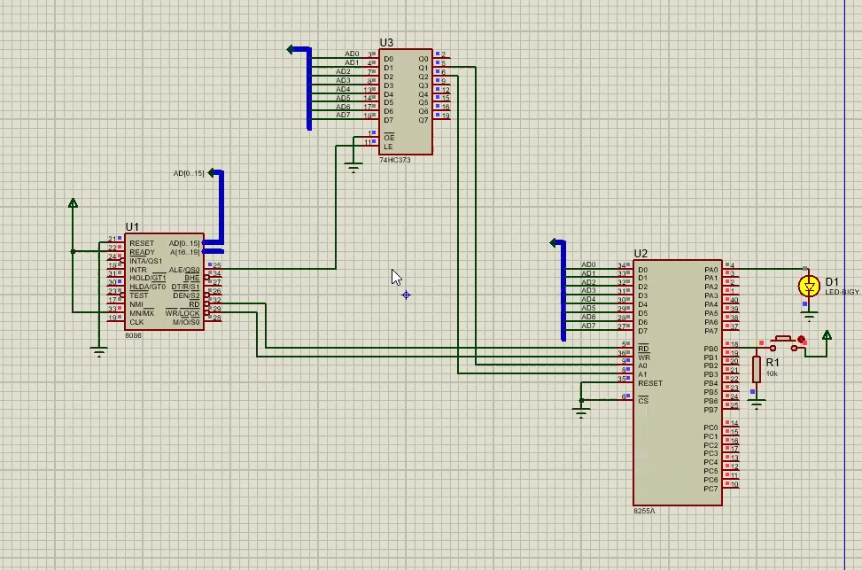 U3
AD0 3 D0 Q0 2
AD1 4 D1 Q1 5
AD2 7 D2 Q2 6
AD3 8 D3 Q3 9
AD4 13 D4 Q4 12
AD5 14 D5 Q5 15
AD6 17 D6 Q6 16
AD7 18 D7 Q7 19
1 OE
11 LE
74HC373
AD[0..15]
U1
21 RESET AD[0..15]
22 READY A[16..19]
24 INTA/QS1
18 INTR ALE/QS0 25
31 HOLD/GT1 BHE 34
30 HLDA/GT0 DT/R/S1 27
23 TEST DEN/S2 26
17 NMI RD 32
33 MN/MX WR/LOCK 29
19 CLK M/IO/S0 28
8086
U2
AD0 34 D0 PA0 4
AD1 33 D1 PA1 3
AD2 32 D2 PA2 2
AD3 31 D3 PA3 1
AD4 30 D4 PA4 40
AD5 29 D5 PA5 39
AD6 28 D6 PA6 38
AD7 27 D7 PA7 37
5 RD PB0 18
36 WR PB1 19
9 A0 PB2 20
8 A1 PB3 21
35 RESET PB4 22
PB5 23
6 CS PB6 24
PB7 25
PC0 14
PC1 15
PC2 16
PC3 17
PC4 13
PC5 12
PC6 11
PC7 10
8255A
D1
LED-BIGY
R1
10k